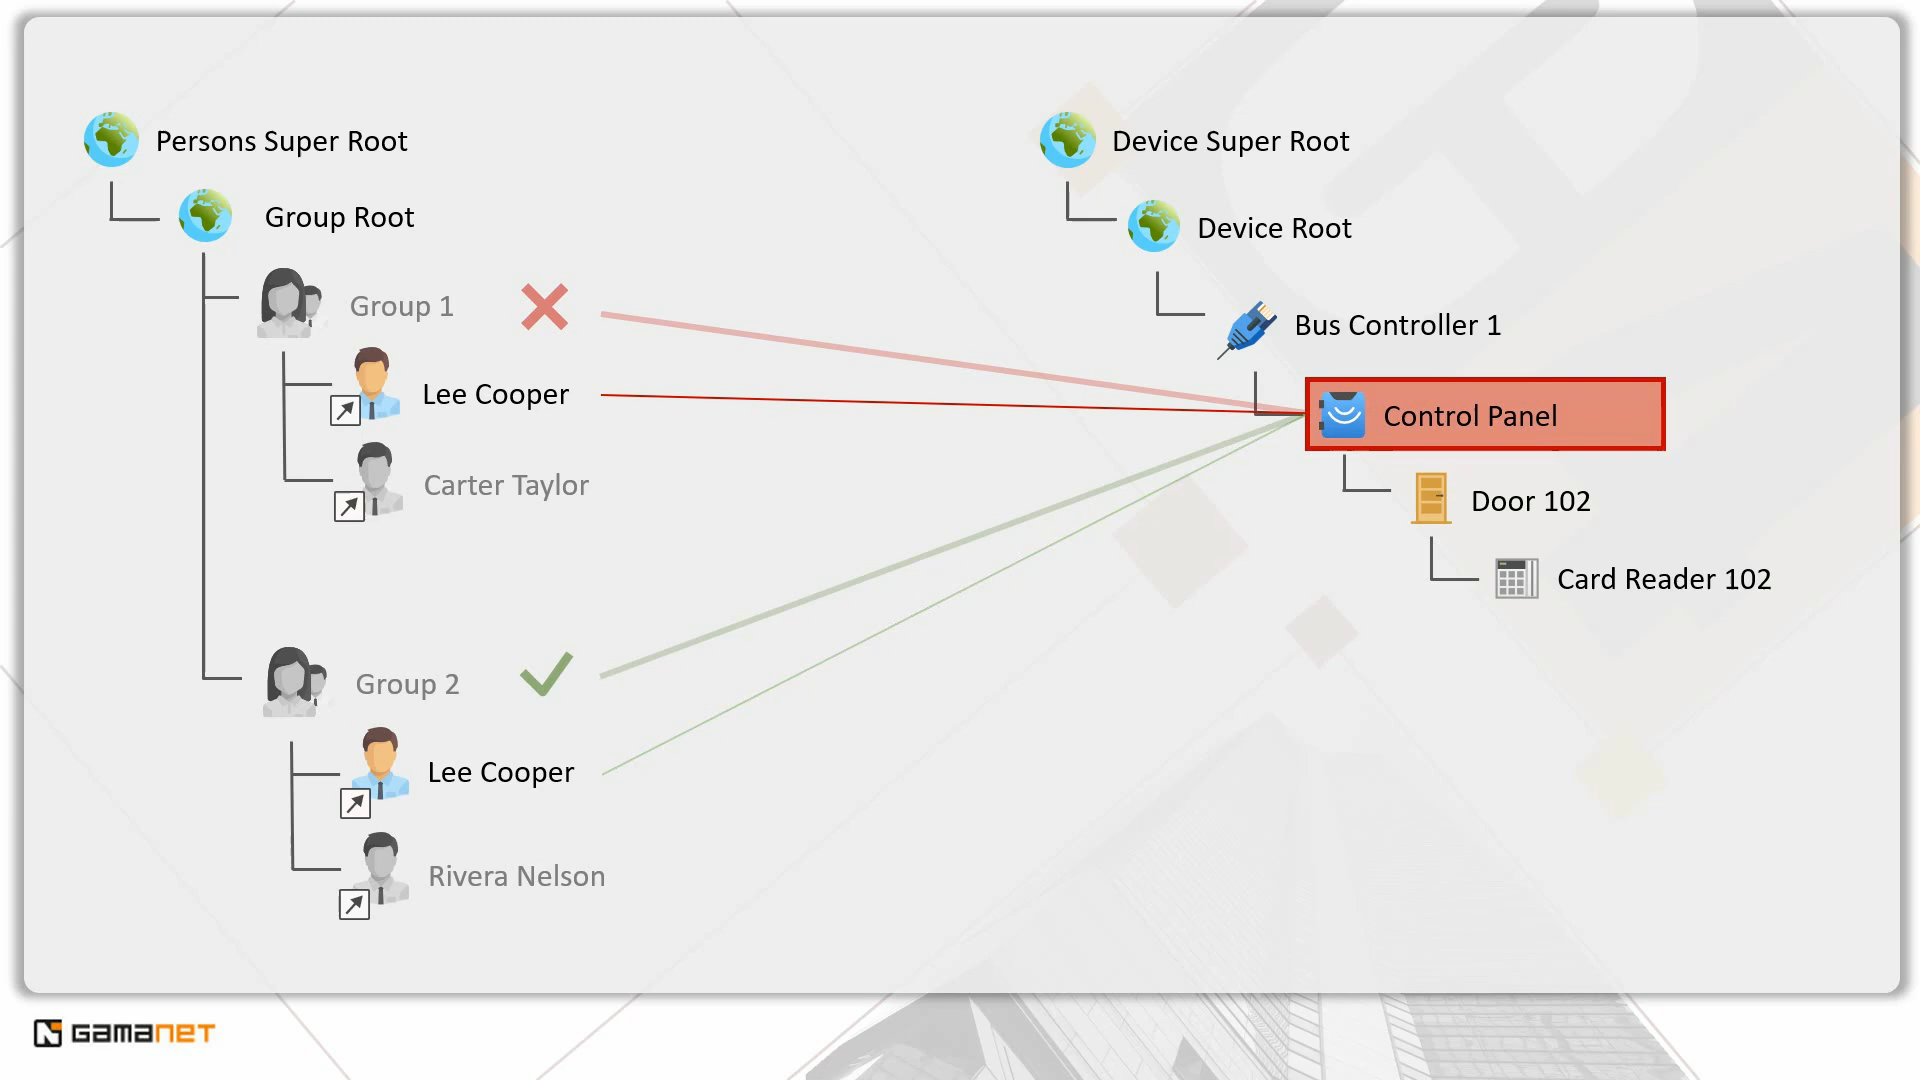 Persons Super Root
Group Root
Group 1
Lee Cooper
Carter Taylor
Group 2
Lee Cooper
Rivera Nelson
Device Super Root
Device Root
Bus Controller 1
Control Panel
Door 102
Card Reader 102
GAMANET